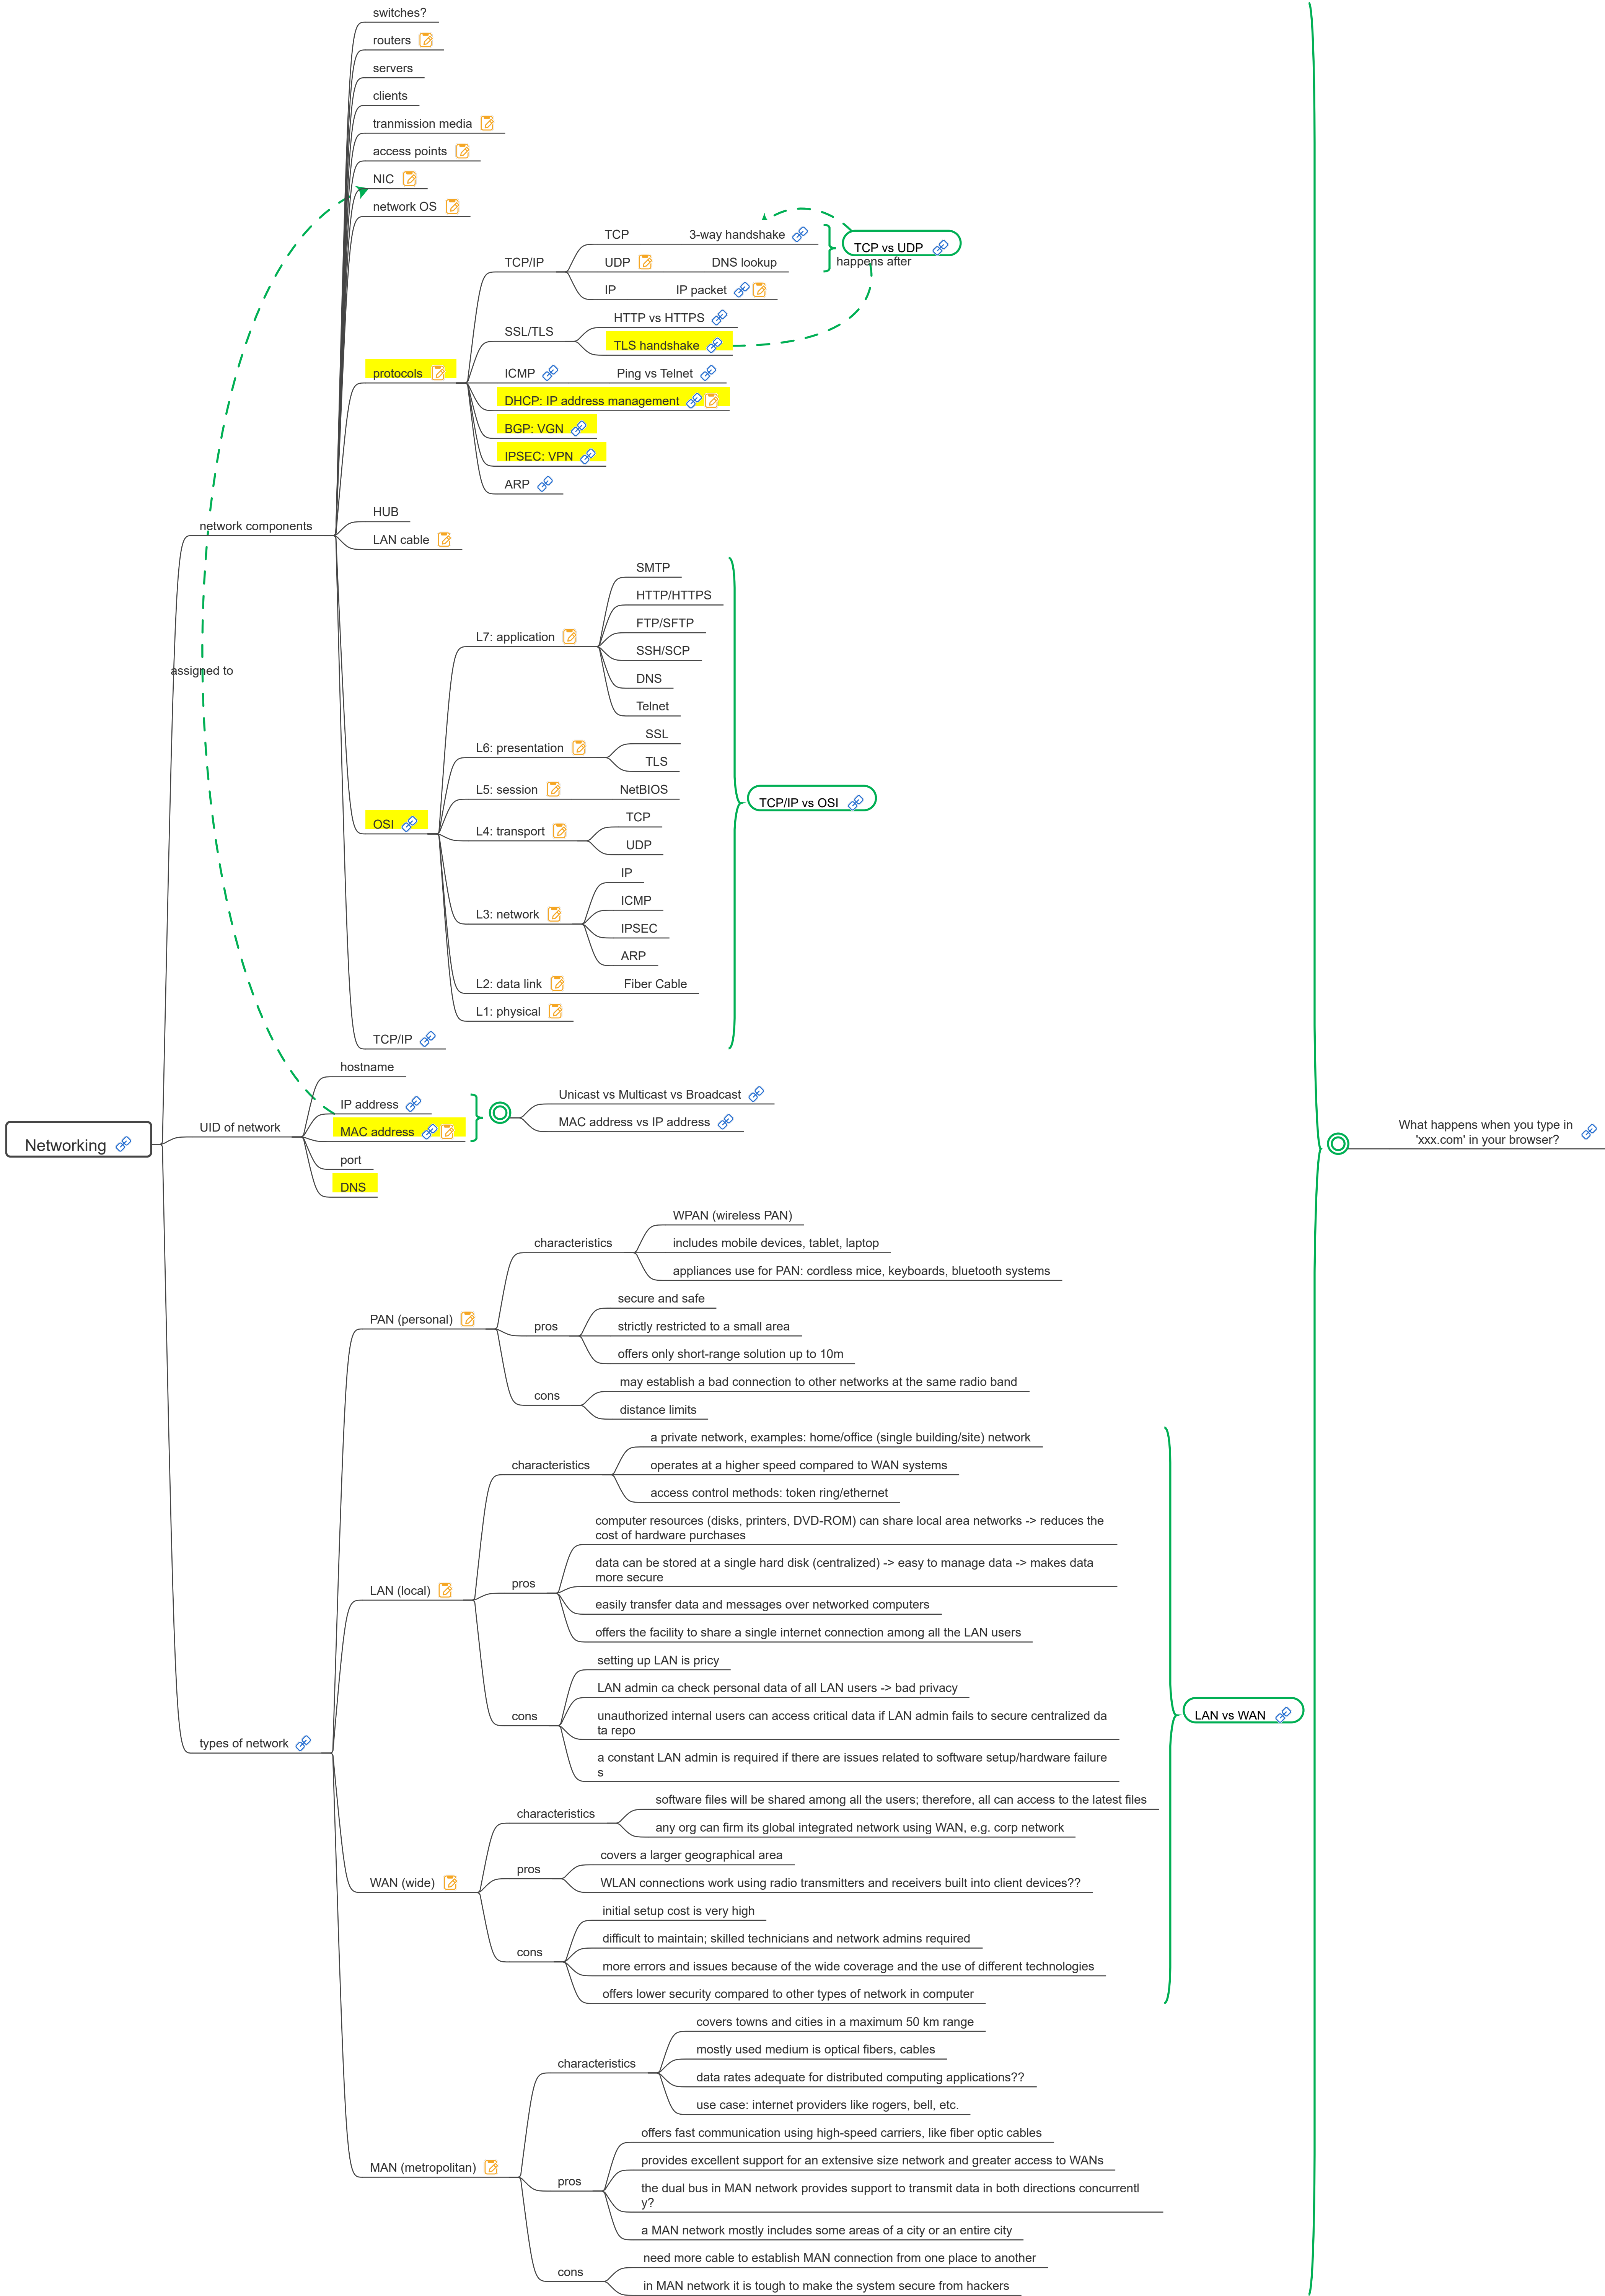 switches?
routers
servers
clients
tranmission media
access points
NIC
network OS
TCP
3-way handshake
TCP vs UDP
happens after
TCP/IP
UDP
DNS lookup
IP
IP packet
SSL/TLS
HTTP vs HTTPS
TLS handshake
protocols
ICMP
Ping vs Telnet
DHCP: IP address management
BGP: VGN
IPSEC: VPN
ARP
network components
HUB
LAN cable
assigned to
SMTP
HTTP/HTTPS
FTP/SFTP
L7: application
SSH/SCP
DNS
Telnet
L6: presentation
SSL
TLS
L5: session
NetBIOS
TCP/IP vs OSI
OSI
L4: transport
TCP
UDP
L3: network
IP
ICMP
IPSEC
ARP
L2: data link
Fiber Cable
L1: physical
TCP/IP
Networking
UID of network
hostname
IP address
MAC address
Unicast vs Multicast vs Broadcast
MAC address vs IP address
port
DNS
What happens when you type in
'xxx.com' in your browser?
types of network
PAN (personal)
characteristics
WPAN (wireless PAN)
includes mobile devices, tablet, laptop
appliances use for PAN: cordless mice, keyboards, bluetooth systems
pros
secure and safe
strictly restricted to a small area
offers only short-range solution up to 10m
cons
may establish a bad connection to other networks at the same radio band
distance limits
LAN (local)
characteristics
a private network, examples: home/office (single building/site) network
operates at a higher speed compared to WAN systems
access control methods: token ring/ethernet
pros
computer resources (disks, printers, DVD-ROM) can share local area networks -> reduces the
cost of hardware purchases
data can be stored at a single hard disk (centralized) -> easy to manage data -> makes data
more secure
easily transfer data and messages over networked computers
offers the facility to share a single internet connection among all the LAN users
cons
setting up LAN is pricy
LAN admin ca check personal data of all LAN users -> bad privacy
unauthorized internal users can access critical data if LAN admin fails to secure centralized da
ta repo
a constant LAN admin is required if there are issues related to software setup/hardware failure
s
LAN vs WAN
WAN (wide)
characteristics
software files will be shared among all the users; therefore, all can access to the latest files
any org can firm its global integrated network using WAN, e.g. corp network
pros
covers a larger geographical area
WLAN connections work using radio transmitters and receivers built into client devices??
cons
initial setup cost is very high
difficult to maintain; skilled technicians and network admins required
more errors and issues because of the wide coverage and the use of different technologies
offers lower security compared to other types of network in computer
MAN (metropolitan)
characteristics
covers towns and cities in a maximum 50 km range
mostly used medium is optical fibers, cables
data rates adequate for distributed computing applications??
use case: internet providers like rogers, bell, etc.
pros
offers fast communication using high-speed carriers, like fiber optic cables
provides excellent support for an extensive size network and greater access to WANs
the dual bus in MAN network provides support to transmit data in both directions concurrentl
y?
a MAN network mostly includes some areas of a city or an entire city
cons
need more cable to establish MAN connection from one place to another
in MAN network it is tough to make the system secure from hackers